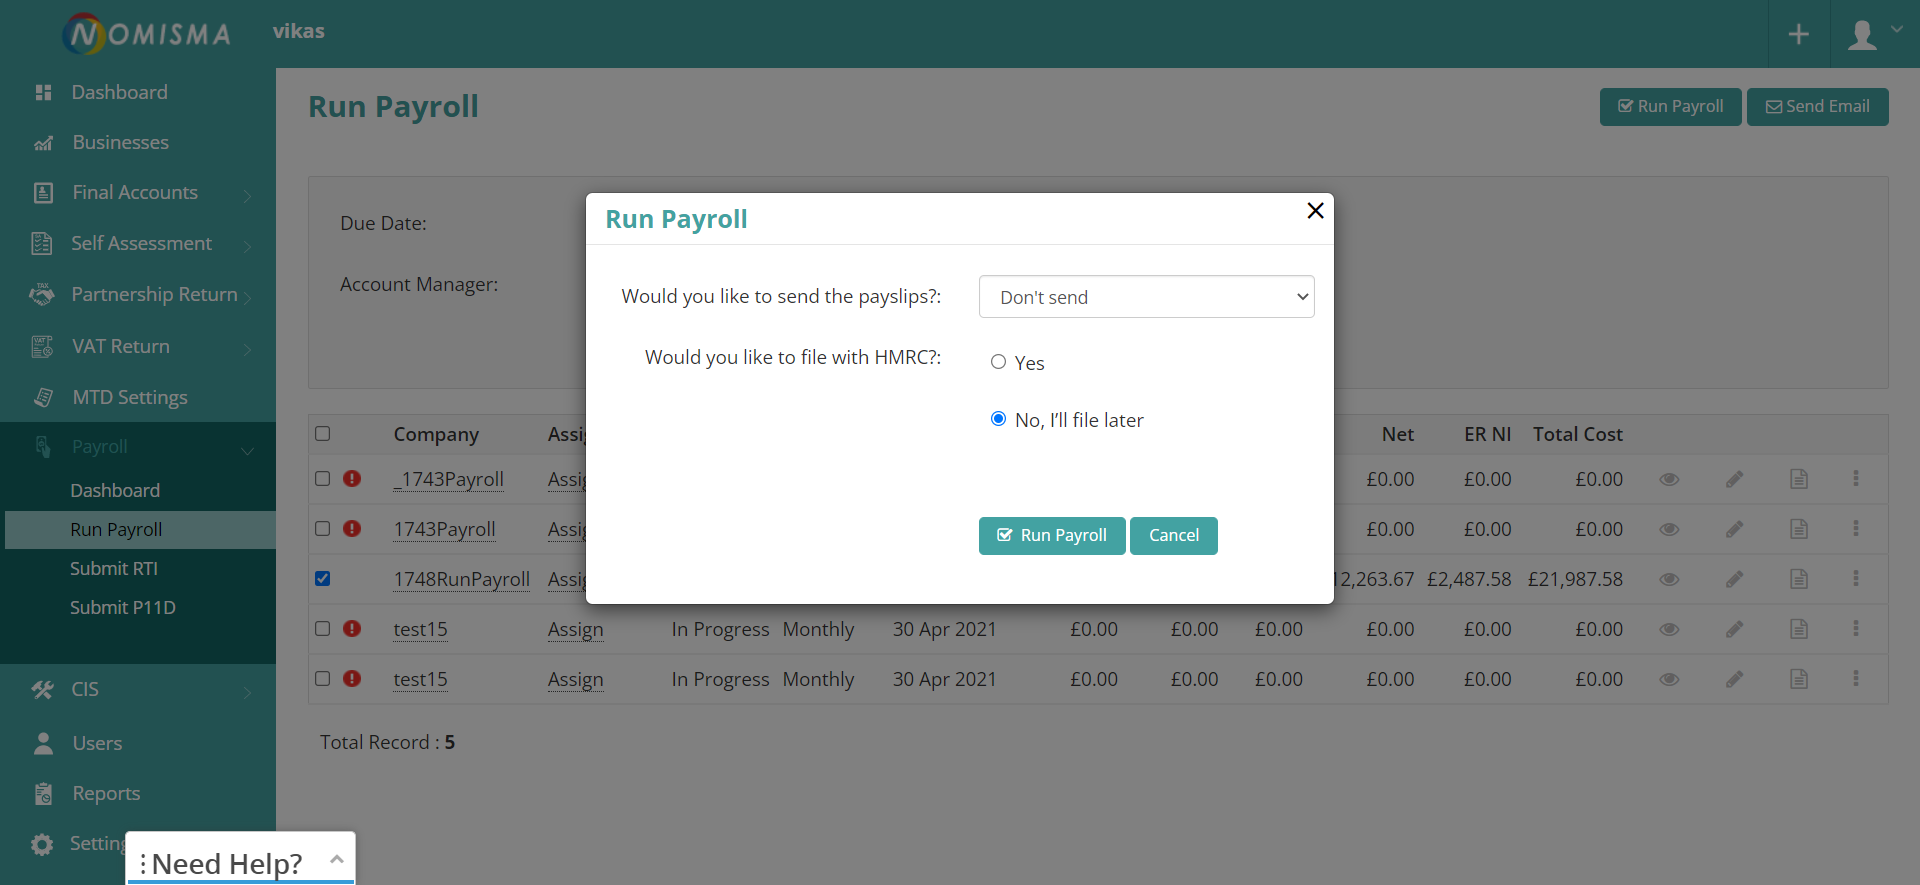 NOMISMA
vikas
Dashboard
Businesses
Final Accounts
Self Assessment
Partnership Return
VAT Return
MTD Settings
Payroll
Dashboard
Run Payroll
Submit RTI
Submit P11D
CIS
Users
Reports
Need Help?
Run Payroll
Run Payroll Send Email
Due Date:
Account Manager:
Run Payroll
Would you like to send the payslips?: Don't send
Would you like to file with HMRC?: Yes
No, I'll file later
Run Payroll Cancel
Company Net ER NI Total Cost
_1743Payroll £0.00 £0.00 £0.00
1743Payroll £0.00 £0.00 £0.00
1748RunPayroll 2,263.67 £2,487.58 £21,987.58
test15 Assign In Progress Monthly 30 Apr 2021 £0.00 £0.00 £0.00 £0.00 £0.00 £0.00
test15 Assign In Progress Monthly 30 Apr 2021 £0.00 £0.00 £0.00 £0.00 £0.00 £0.00
Total Record : 5